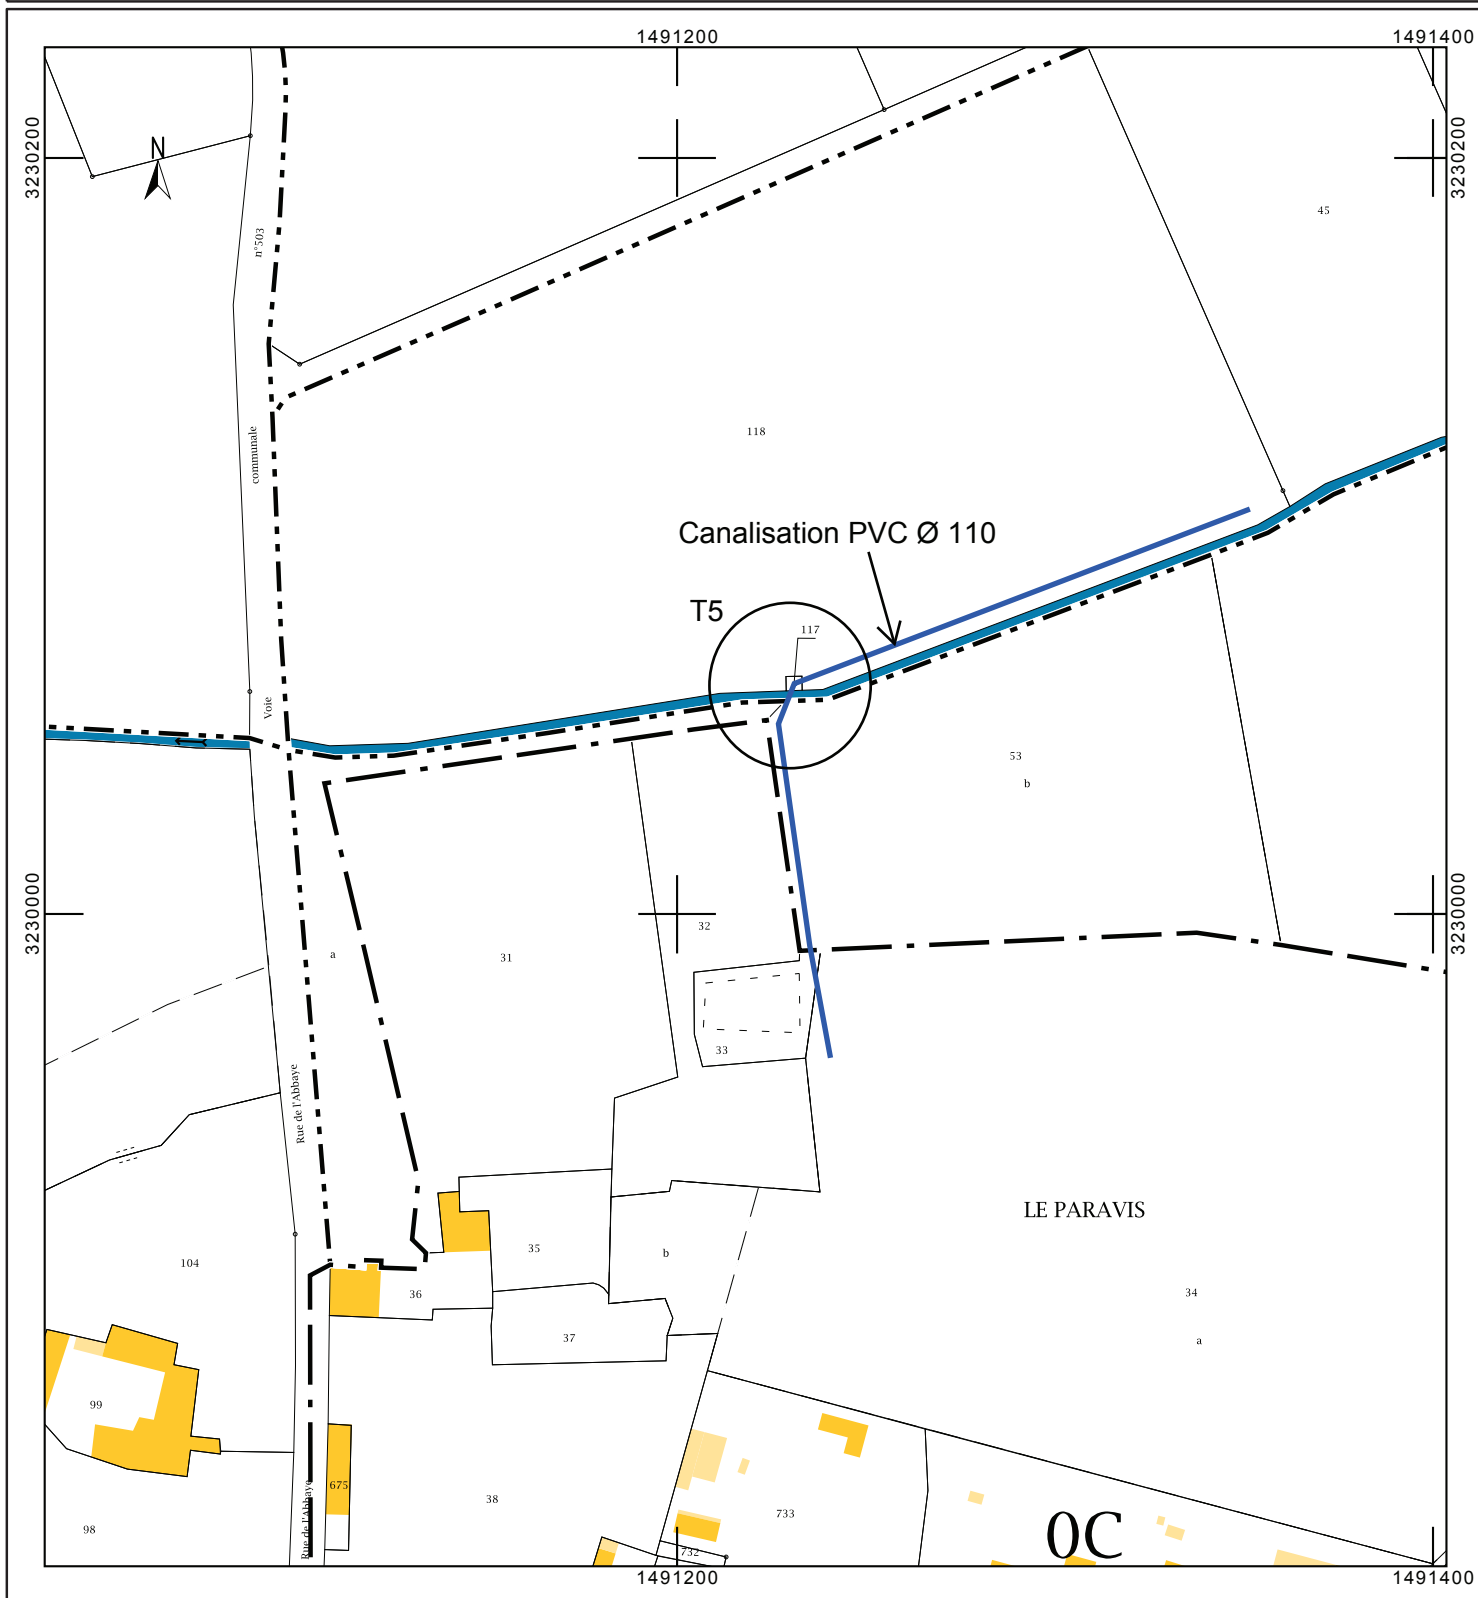 1491200
1491400
3230200
3230200
N
45
n°503
communale
118
Canalisation PVC Ø 110
T5
117
Voie
53
b
3230000
3230000
32
a
31
33
Rue de l'Abbaye
LE PARAVIS
104
35
b
36
34
37
a
99
675
38
733
98
Rue de l'Abbaye
0C
732
1491200
1491400